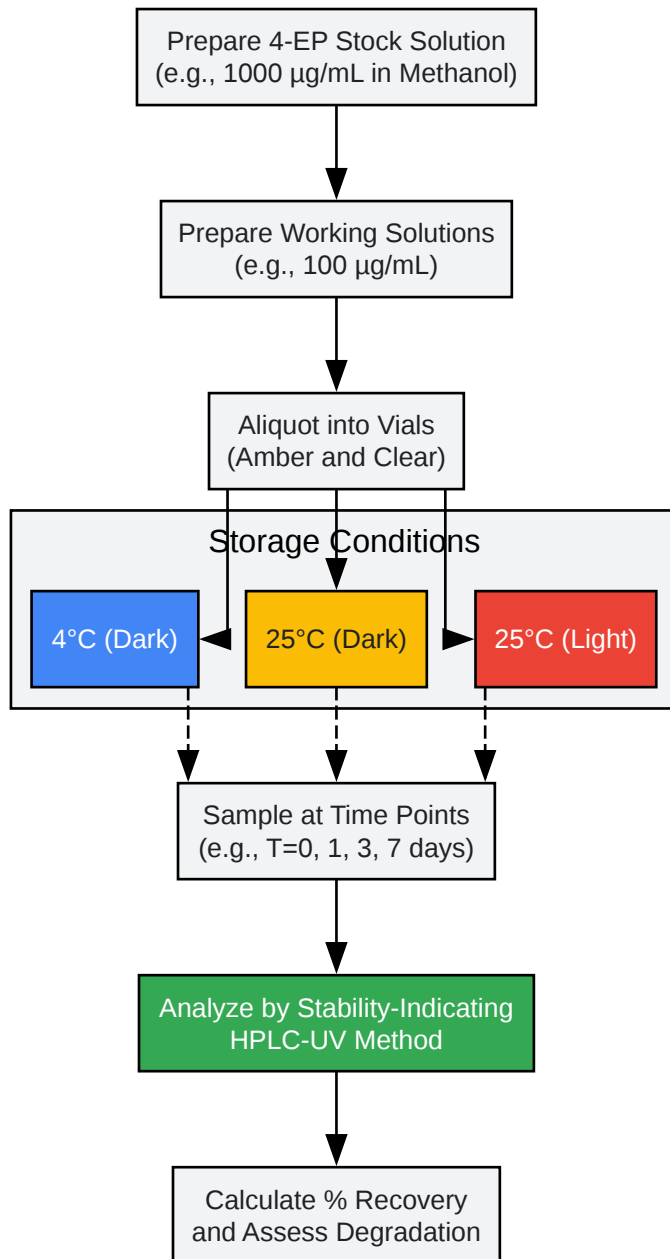 Prepare 4-EP Stock Solution
(e.g., 1000 µg/mL in Methanol)
Prepare Working Solutions
(e.g., 100 µg/mL)
Aliquot into Vials
(Amber and Clear)
Storage Conditions
4°C (Dark)
25°C (Dark)
25°C (Light)
Sample at Time Points
(e.g., T=0, 1, 3, 7 days)
Analyze by Stability-Indicating
HPLC-UV Method
Calculate % Recovery
and Assess Degradation